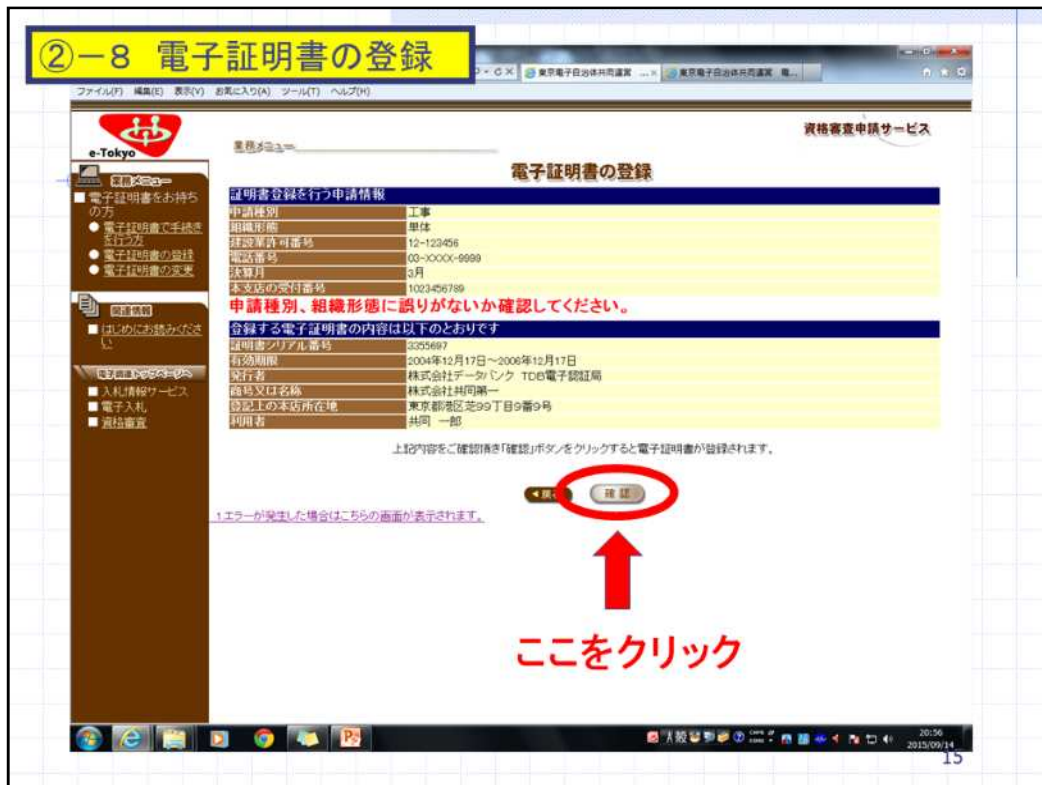 ②－8 電子証明書の登録
東京電子自治体共同運営 ...
東京電子自治体共同運営 電...
ファイル(F) 編集(E) 表示(V) お気に入り(A) ツール(T) ヘルプ(H)
e-Tokyo
業務メニュー
資格審査申請サービス
電子証明書の登録
業務メニュー
■電子証明書をお持ちの方
●電子証明書で手続きを行う方
●電子証明書の登録
●電子証明書の変更
関連情報
■はじめにお読みください
■入札情報サービス
■電子入札
■資格審査
証明書登録を行う申請情報
申請種別 工事
組織形態 単体
建設業許可番号 12-123456
電話番号 03-XXXX-9999
決算月 3月
本支店の受付番号 1023456789
申請種別、組織形態に誤りがないか確認してください。
登録する電子証明書の内容は以下のとおりです
証明書シリアル番号 3355697
有効期限 2004年12月17日～2006年12月17日
発行者 株式会社データバンク TDB電子認証局
商号又は名称 株式会社共同第一
登記上の本店所在地 東京都港区芝99丁目9番9号
利用者 共同 一郎
上記内容をご確認頂き「確認」ボタンをクリックすると電子証明書が登録されます。
確認
1.エラーが発生した場合はこちらの画面が表示されます。
ここをクリック
20:56
2015/09/14
15